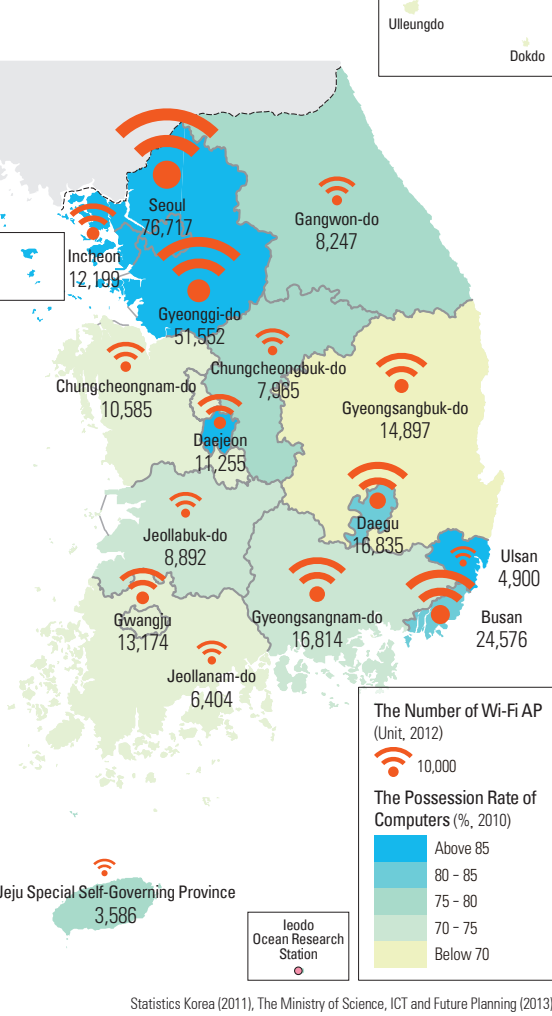 Ulleungdo
Dokdo
Seoul
76,717
Gangwon-do
8,247
Incheon
12,199
Gyeonggi-do
51,552
Chungcheongbuk-do
7,965
Chungcheongnam-do
10,585
Gyeongsangbuk-do
14,897
Daejeon
11,255
Daegu
16,835
Jeollabuk-do
8,892
Ulsan
4,900
Gwangju
13,174
Gyeongsangnam-do
16,814
Busan
24,576
Jeollanam-do
6,404
Jeju Special Self-Governing Province
3,586
Ieodo
Ocean Research
Station
The Number of Wi-Fi AP
(Unit, 2012)
10,000
The Possession Rate of
Computers (%, 2010)
Above 85
80 - 85
75 - 80
70 - 75
Below 70
Statistics Korea (2011), The Ministry of Science, ICT and Future Planning (2013)